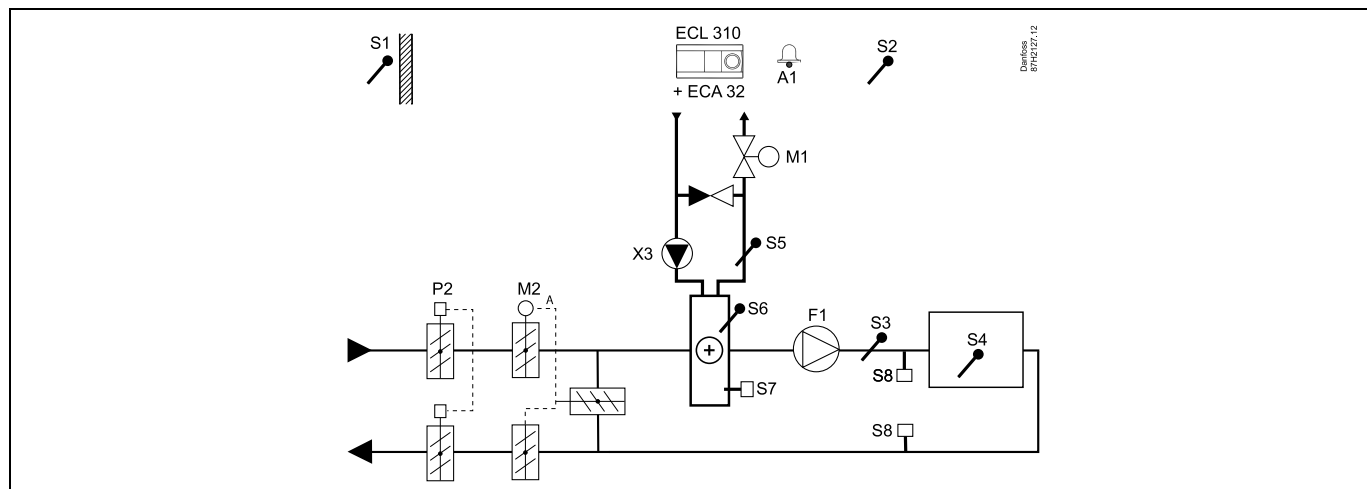 S1
ECL 310
A1
+ ECA 32
S2
Danfoss
87H2127.12
M1
X3
S5
P2
M2
A
S6
F1
S3
S4
S7
S8
S8